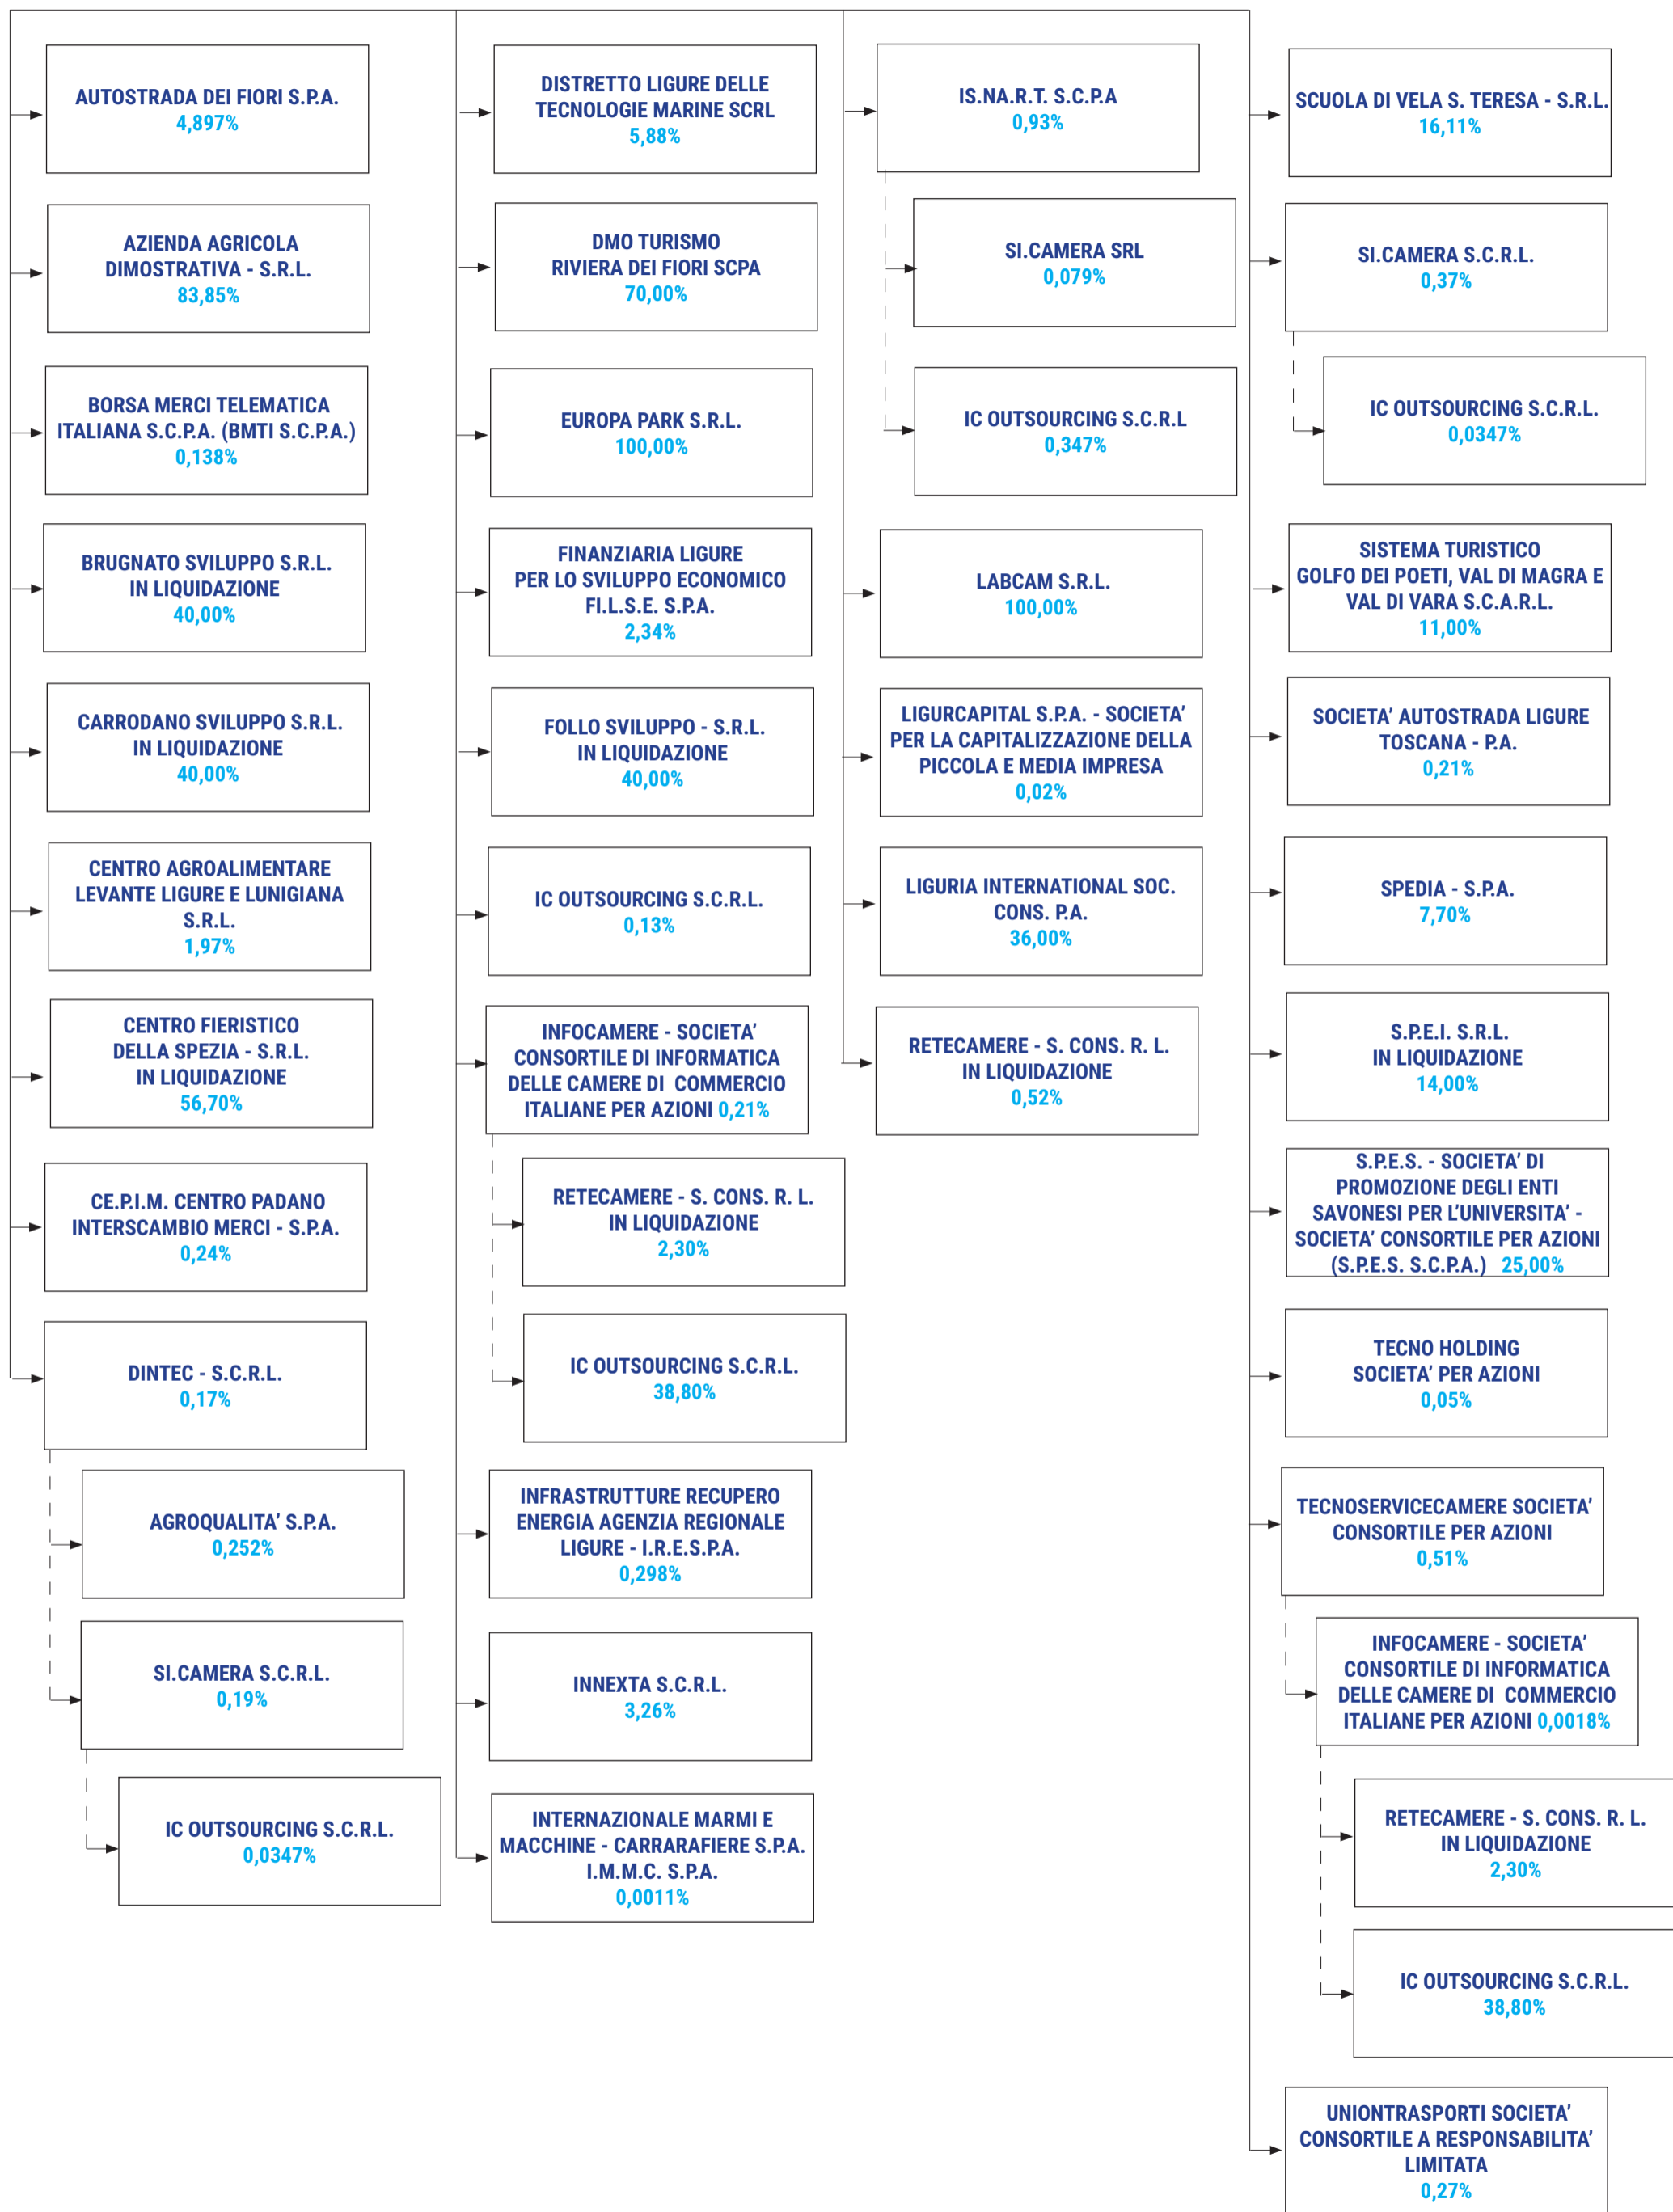 AUTOSTRADA DEI FIORI S.P.A.
4,897%
AZIENDA AGRICOLA
DIMOSTRATIVA - S.R.L.
83,85%
BORSA MERCI TELEMATICA
ITALIANA S.C.P.A. (BMTI S.C.P.A.)
0,138%
BRUGNATO SVILUPPO S.R.L.
IN LIQUIDAZIONE
40,00%
CARRODANO SVILUPPO S.R.L.
IN LIQUIDAZIONE
40,00%
CENTRO AGROALIMENTARE
LEVANTE LIGURE E LUNIGIANA
S.R.L.
1,97%
CENTRO FIERISTICO
DELLA SPEZIA - S.R.L.
IN LIQUIDAZIONE
56,70%
CE.P.I.M. CENTRO PADANO
INTERSCAMBIO MERCI - S.P.A.
0,24%
DINTEC - S.C.R.L.
0,17%
AGROQUALITA’ S.P.A.
0,252%
SI.CAMERA S.C.R.L.
0,19%
IC OUTSOURCING S.C.R.L.
0,0347%
DISTRETTO LIGURE DELLE
TECNOLOGIE MARINE SCRL
5,88%
DMO TURISMO
RIVIERA DEI FIORI SCPA
70,00%
EUROPA PARK S.R.L.
100,00%
FINANZIARIA LIGURE
PER LO SVILUPPO ECONOMICO
FI.L.S.E. S.P.A.
2,34%
FOLLO SVILUPPO - S.R.L.
IN LIQUIDAZIONE
40,00%
IC OUTSOURCING S.C.R.L.
0,13%
INFOCAMERE - SOCIETA’
CONSORTILE DI INFORMATICA
DELLE CAMERE DI COMMERCIO
ITALIANE PER AZIONI 0,21%
RETECAMERE - S. CONS. R. L.
IN LIQUIDAZIONE
2,30%
IC OUTSOURCING S.C.R.L.
38,80%
INFRASTRUTTURE RECUPERO
ENERGIA AGENZIA REGIONALE
LIGURE - I.R.E.S.P.A.
0,298%
INNEXTA S.C.R.L.
3,26%
INTERNAZIONALE MARMI E
MACCHINE - CARRARAFIERE S.P.A.
I.M.M.C. S.P.A.
0,0011%
IS.NA.R.T. S.C.P.A
0,93%
SI.CAMERA SRL
0,079%
IC OUTSOURCING S.C.R.L
0,347%
LABCAM S.R.L.
100,00%
LIGURCAPITAL S.P.A. - SOCIETA’
PER LA CAPITALIZZAZIONE DELLA
PICCOLA E MEDIA IMPRESA
0,02%
LIGURIA INTERNATIONAL SOC.
CONS. P.A.
36,00%
RETECAMERE - S. CONS. R. L.
IN LIQUIDAZIONE
0,52%
SCUOLA DI VELA S. TERESA - S.R.L.
16,11%
SI.CAMERA S.C.R.L.
0,37%
IC OUTSOURCING S.C.R.L.
0,0347%
SISTEMA TURISTICO
GOLFO DEI POETI, VAL DI MAGRA E
VAL DI VARA S.C.A.R.L.
11,00%
SOCIETA’ AUTOSTRADA LIGURE
TOSCANA - P.A.
0,21%
SPEDIA - S.P.A.
7,70%
S.P.E.I. S.R.L.
IN LIQUIDAZIONE
14,00%
S.P.E.S. - SOCIETA’ DI
PROMOZIONE DEGLI ENTI
SAVONESI PER L’UNIVERSITA’ -
SOCIETA’ CONSORTILE PER AZIONI
(S.P.E.S. S.C.P.A.) 25,00%
TECNO HOLDING
SOCIETA’ PER AZIONI
0,05%
TECNOSERVICECAMERE SOCIETA’
CONSORTILE PER AZIONI
0,51%
INFOCAMERE - SOCIETA’
CONSORTILE DI INFORMATICA
DELLE CAMERE DI COMMERCIO
ITALIANE PER AZIONI 0,0018%
RETECAMERE - S. CONS. R. L.
IN LIQUIDAZIONE
2,30%
IC OUTSOURCING S.C.R.L.
38,80%
UNIONTRASPORTI SOCIETA’
CONSORTILE A RESPONSABILITA’
LIMITATA
0,27%